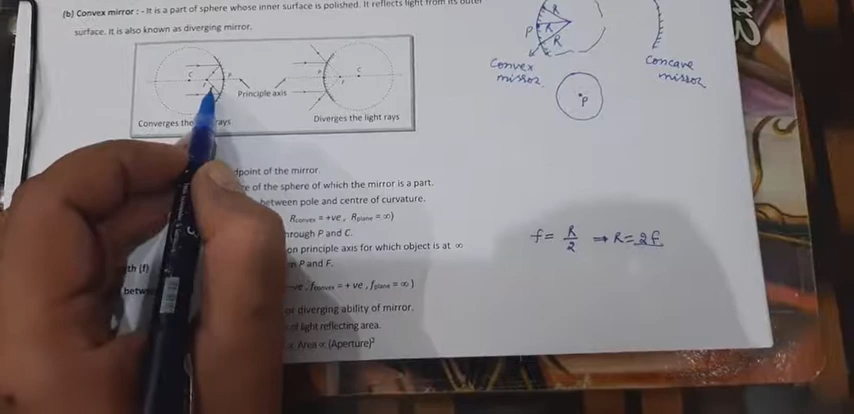 (b) Convex mirror : - It is a part of sphere whose inner surface is polished. It reflects light from its outer
surface. It is also known as diverging mirror.
C
F
P
Principle axis
P
F
C
Converges the rays
Diverges the light rays
R
P
R
R
Convex
mirror
Concave
mirror
P
dpoint of the mirror.
re of the sphere of which the mirror is a part.
between pole and centre of curvature.
Rconvex = +ve , Rplane = ∞)
hrough P and C.
on principle axis for which object is at ∞
th (f)
P and F.
betwe
-ve , fconvex = + ve , fplane = ∞ )
or diverging ability of mirror.
of light reflecting area.
Area ∝ (Aperture)²
f = R/2 ⇒ R = 2f